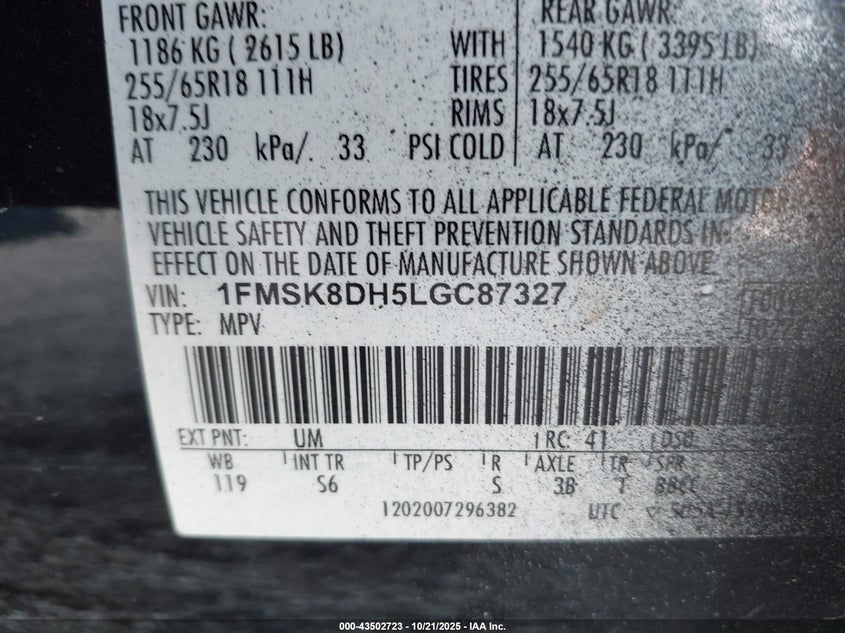 FRONT GAWR: REAR GAWR:
1186 KG ( 2615 LB) WITH 1540 KG ( 3395 LB)
255/65R18 111H TIRES 255/65R18 111H
18x7.5J RIMS 18x7.5J
AT 230 kPa/. 33 PSI COLD AT 230 kPa/ 33
THIS VEHICLE CONFORMS TO ALL APPLICABLE FEDERAL MOTOR
VEHICLE SAFETY AND THEFT PREVENTION STANDARDS IN
EFFECT ON THE DATE OF MANUFACTURE SHOWN ABOVE
VIN: 1FMSK8DH5LGC87327
TYPE: MPV
EXT PNT: UM RC: 41 DSO
WB INT TR TP/PS R AXLE TR SPR
119 S6 S 3B T BBCC
1202007296382 UTC
000-43502723 - 10/21/2025 - IAA Inc.